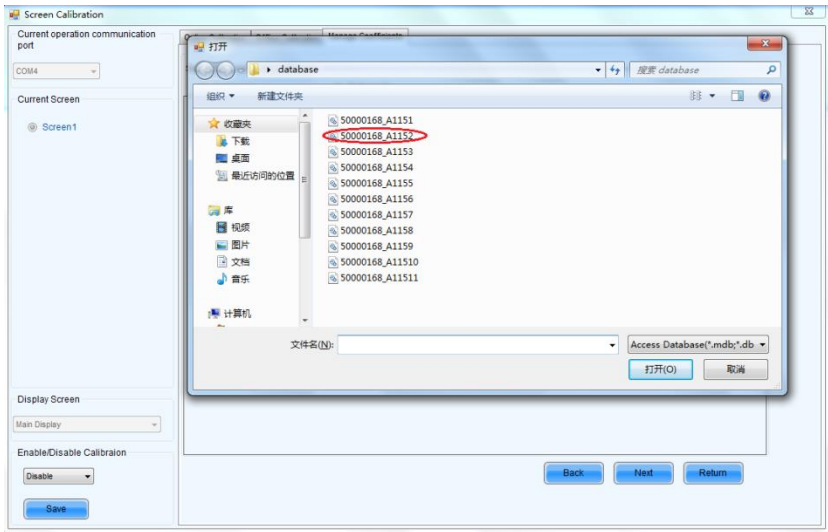 Screen Calibration
Current operation communication
port
COM4
Current Screen
Screen1
Manage Coefficients
打开
database
搜索 database
组织
新建文件夹
收藏夹
下载
桌面
最近访问的位置
库
视频
图片
文档
音乐
计算机
50000168_A1151
50000168_A1152
50000168_A1153
50000168_A1154
50000168_A1155
50000168_A1156
50000168_A1157
50000168_A1158
50000168_A1159
50000168_A11510
50000168_A11511
文件名(N):
Access Database(*.mdb;*.db
打开(O)
取消
Display Screen
Main Display
Enable/Disable Calibraion
Disable
Save
Back
Next
Return